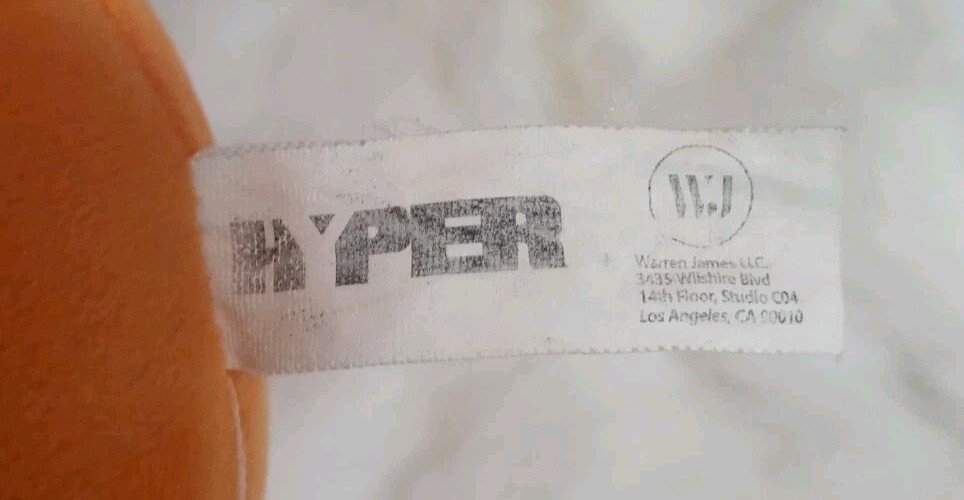 HYPER
WJ
Warren James LLC.
3435 Wilshire Blvd
14th Floor, Studio C04
Los Angeles, CA 90010